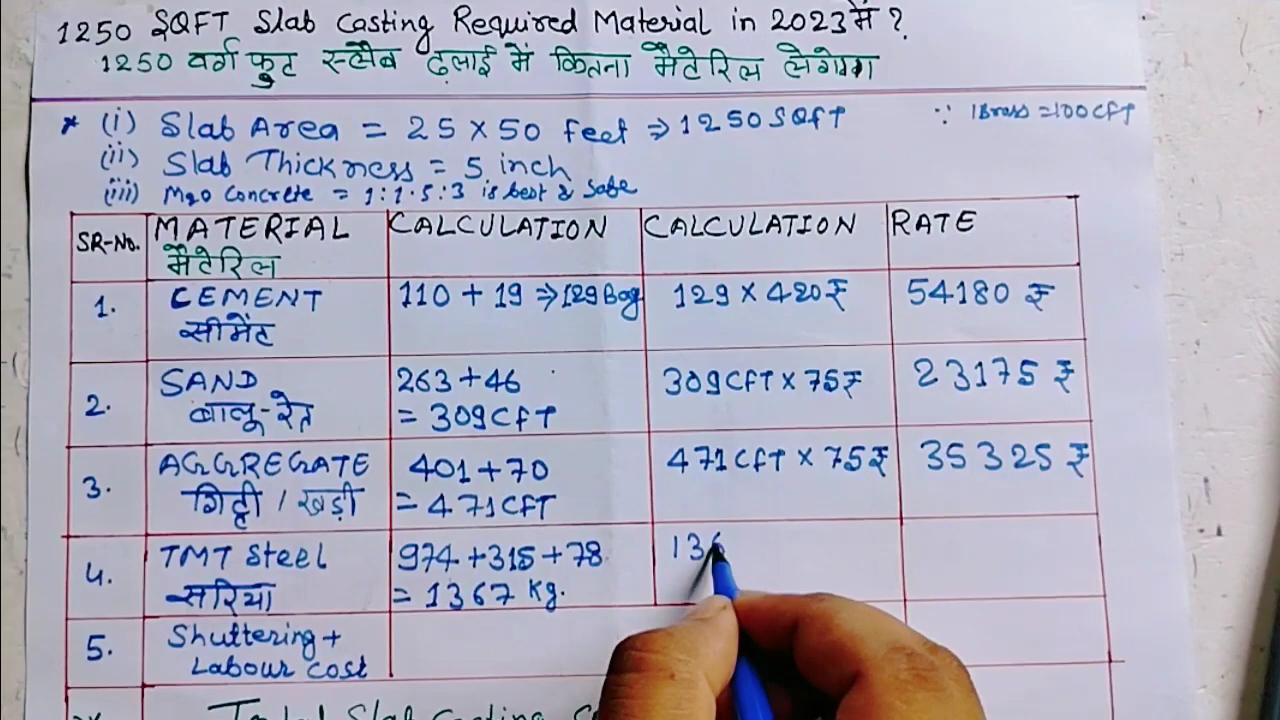 1250 SQFT Slab Casting Required Material in 2023 में ?
1250 वर्ग फुट स्लैब ढ़लाई में कितना मैटेरिल लेगेगा
* (i) Slab Area = 25 × 50 feet ⇒ 1250 SQFT
∵ 1Brass = 100 CFT
(ii) Slab Thickness = 5 inch
(iii) M20 Concrete = 1:1.5:3 is best & Safe
SR-No. MATERIAL CALCULATION CALCULATION RATE
मैटेरिल
1. CEMENT 110 + 19 ⇒ 129 Bag 129 × 420 ₹ 54180 ₹
सीमेंट
2. SAND 263 + 46 309 CFT × 75 ₹ 23175 ₹
बालू-रेत = 309 CFT
3. AGGREGATE 401 + 70 471 CFT × 75 ₹ 35325 ₹
गिट्टी / खड़ी = 471 CFT
4. TMT Steel 974 + 315 + 78 136
सरिया = 1367 Kg.
5. Shuttering +
Labour cost
Total Slab Casting